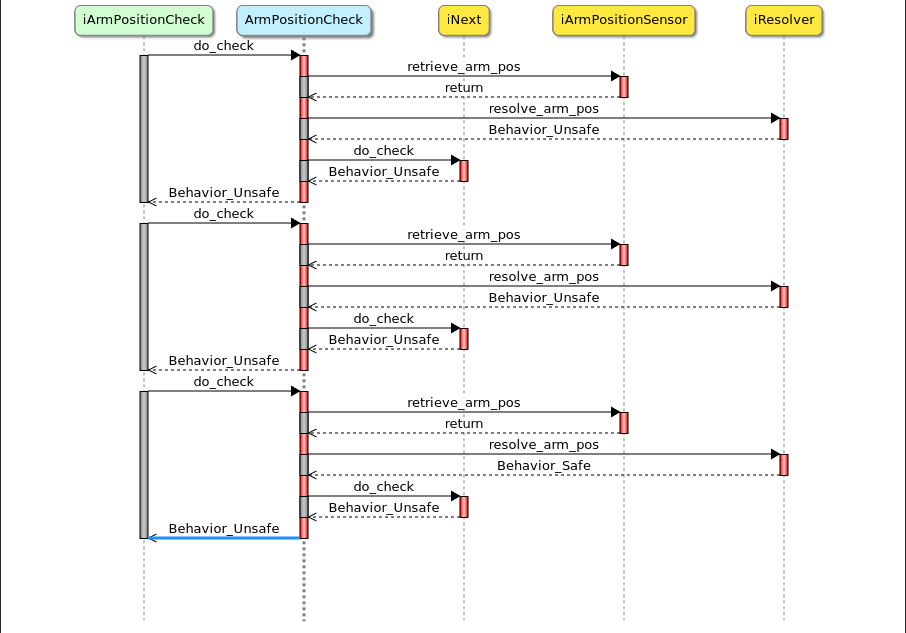 iArmPositionCheck ArmPositionCheck iNext iArmPositionSensor iResolver
do_check
retrieve_arm_pos
return
resolve_arm_pos
Behavior_Unsafe
do_check
Behavior_Unsafe
Behavior_Unsafe
do_check
retrieve_arm_pos
return
resolve_arm_pos
Behavior_Unsafe
do_check
Behavior_Unsafe
Behavior_Unsafe
do_check
retrieve_arm_pos
return
resolve_arm_pos
Behavior_Safe
do_check
Behavior_Unsafe
Behavior_Unsafe